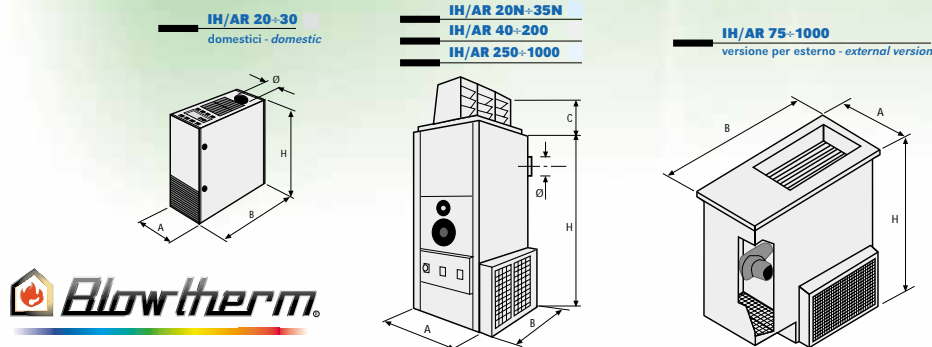 IH/AR 20÷30
domestici - domestic
Ø
H
B
A
IH/AR 20N÷35N
IH/AR 40÷200
IH/AR 250÷1000
C
Ø
H
A
B
IH/AR 75÷1000
versione per esterno - external version
B
A
H
Blowtherm®